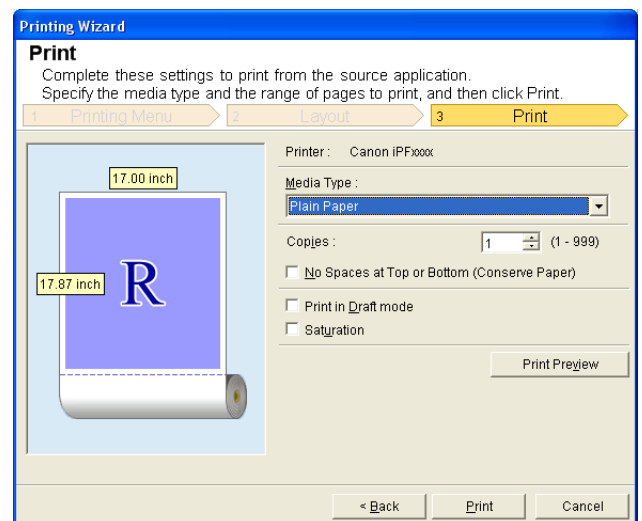 Printing Wizard
Print
Complete these settings to print from the source application.
Specify the media type and the range of pages to print, and then click Print.
1 Printing Menu 2 Layout 3 Print
Printer : Canon iPFxxxx
17.00 inch
Media Type :
Plain Paper
Copies : 1 (1 - 999)
No Spaces at Top or Bottom (Conserve Paper)
17.87 inch
R
Print in Draft mode
Saturation
Print Preview
< Back Print Cancel